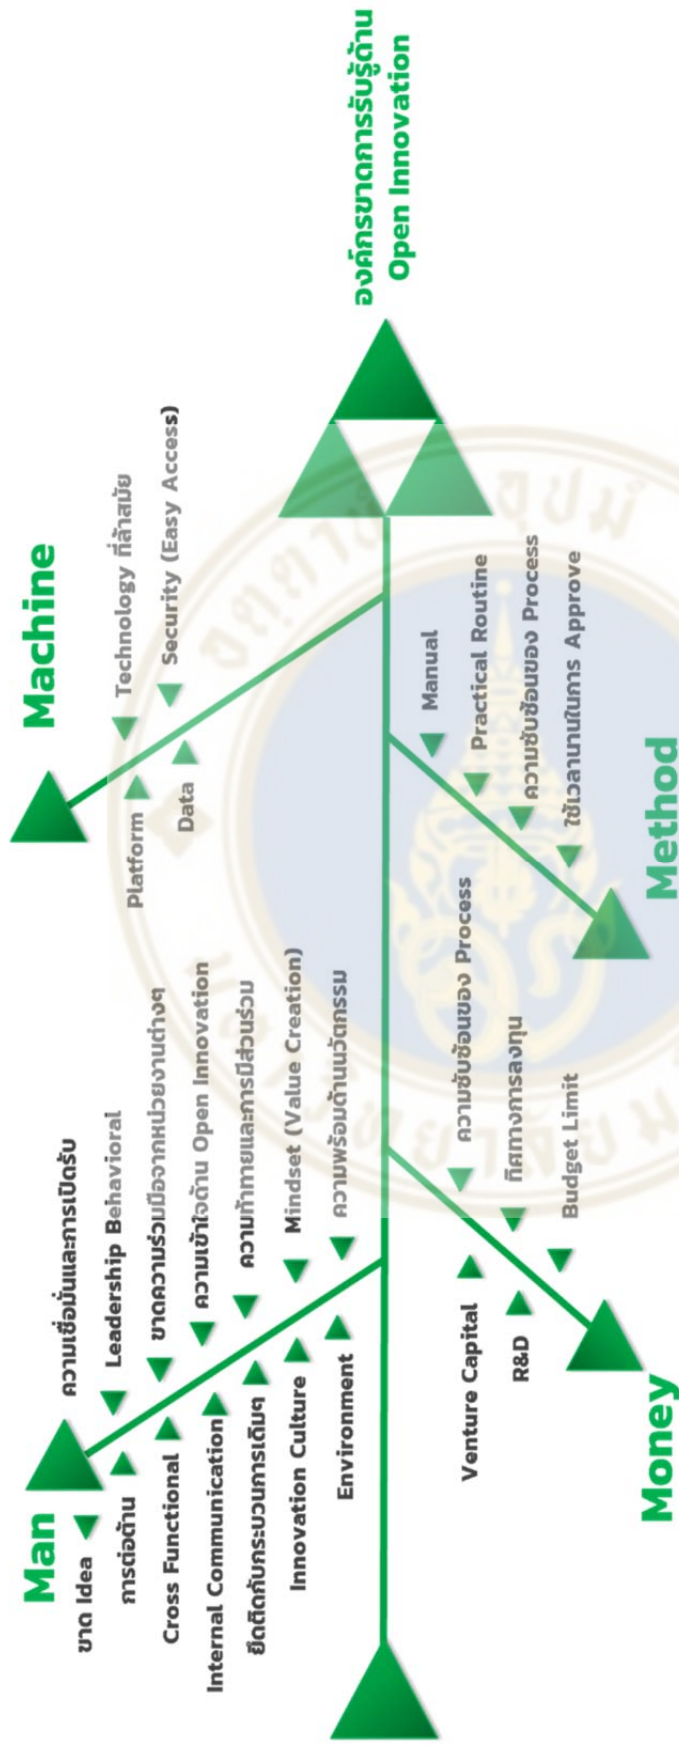 Man
ขาด Idea
การต่อต้าน
Cross Functional
Internal Communication
ยึดติดกับกระบวนการเดิมๆ
Innovation Culture
Environment
ความเชื่อมั่นและการเปิดรับ
Leadership Behavioral
ขาดความร่วมมือจากหน่วยงานต่างๆ
ความเข้าใจด้าน Open Innovation
ความท้าทายและการมีส่วนร่วม
Mindset (Value Creation)
ความพร้อมด้านนวัตกรรม
Machine
Platform
Data
Technology ที่ล้าสมัย
Security (Easy Access)
องค์กรขาดการรับรู้ด้าน
Open Innovation
Venture Capital
R&D
ความซับซ้อนของ Process
ทิศทางการลงทุน
Budget Limit
Money
Manual
Practical Routine
ความซับซ้อนของ Process
ใช้เวลานานในการ Approve
Method